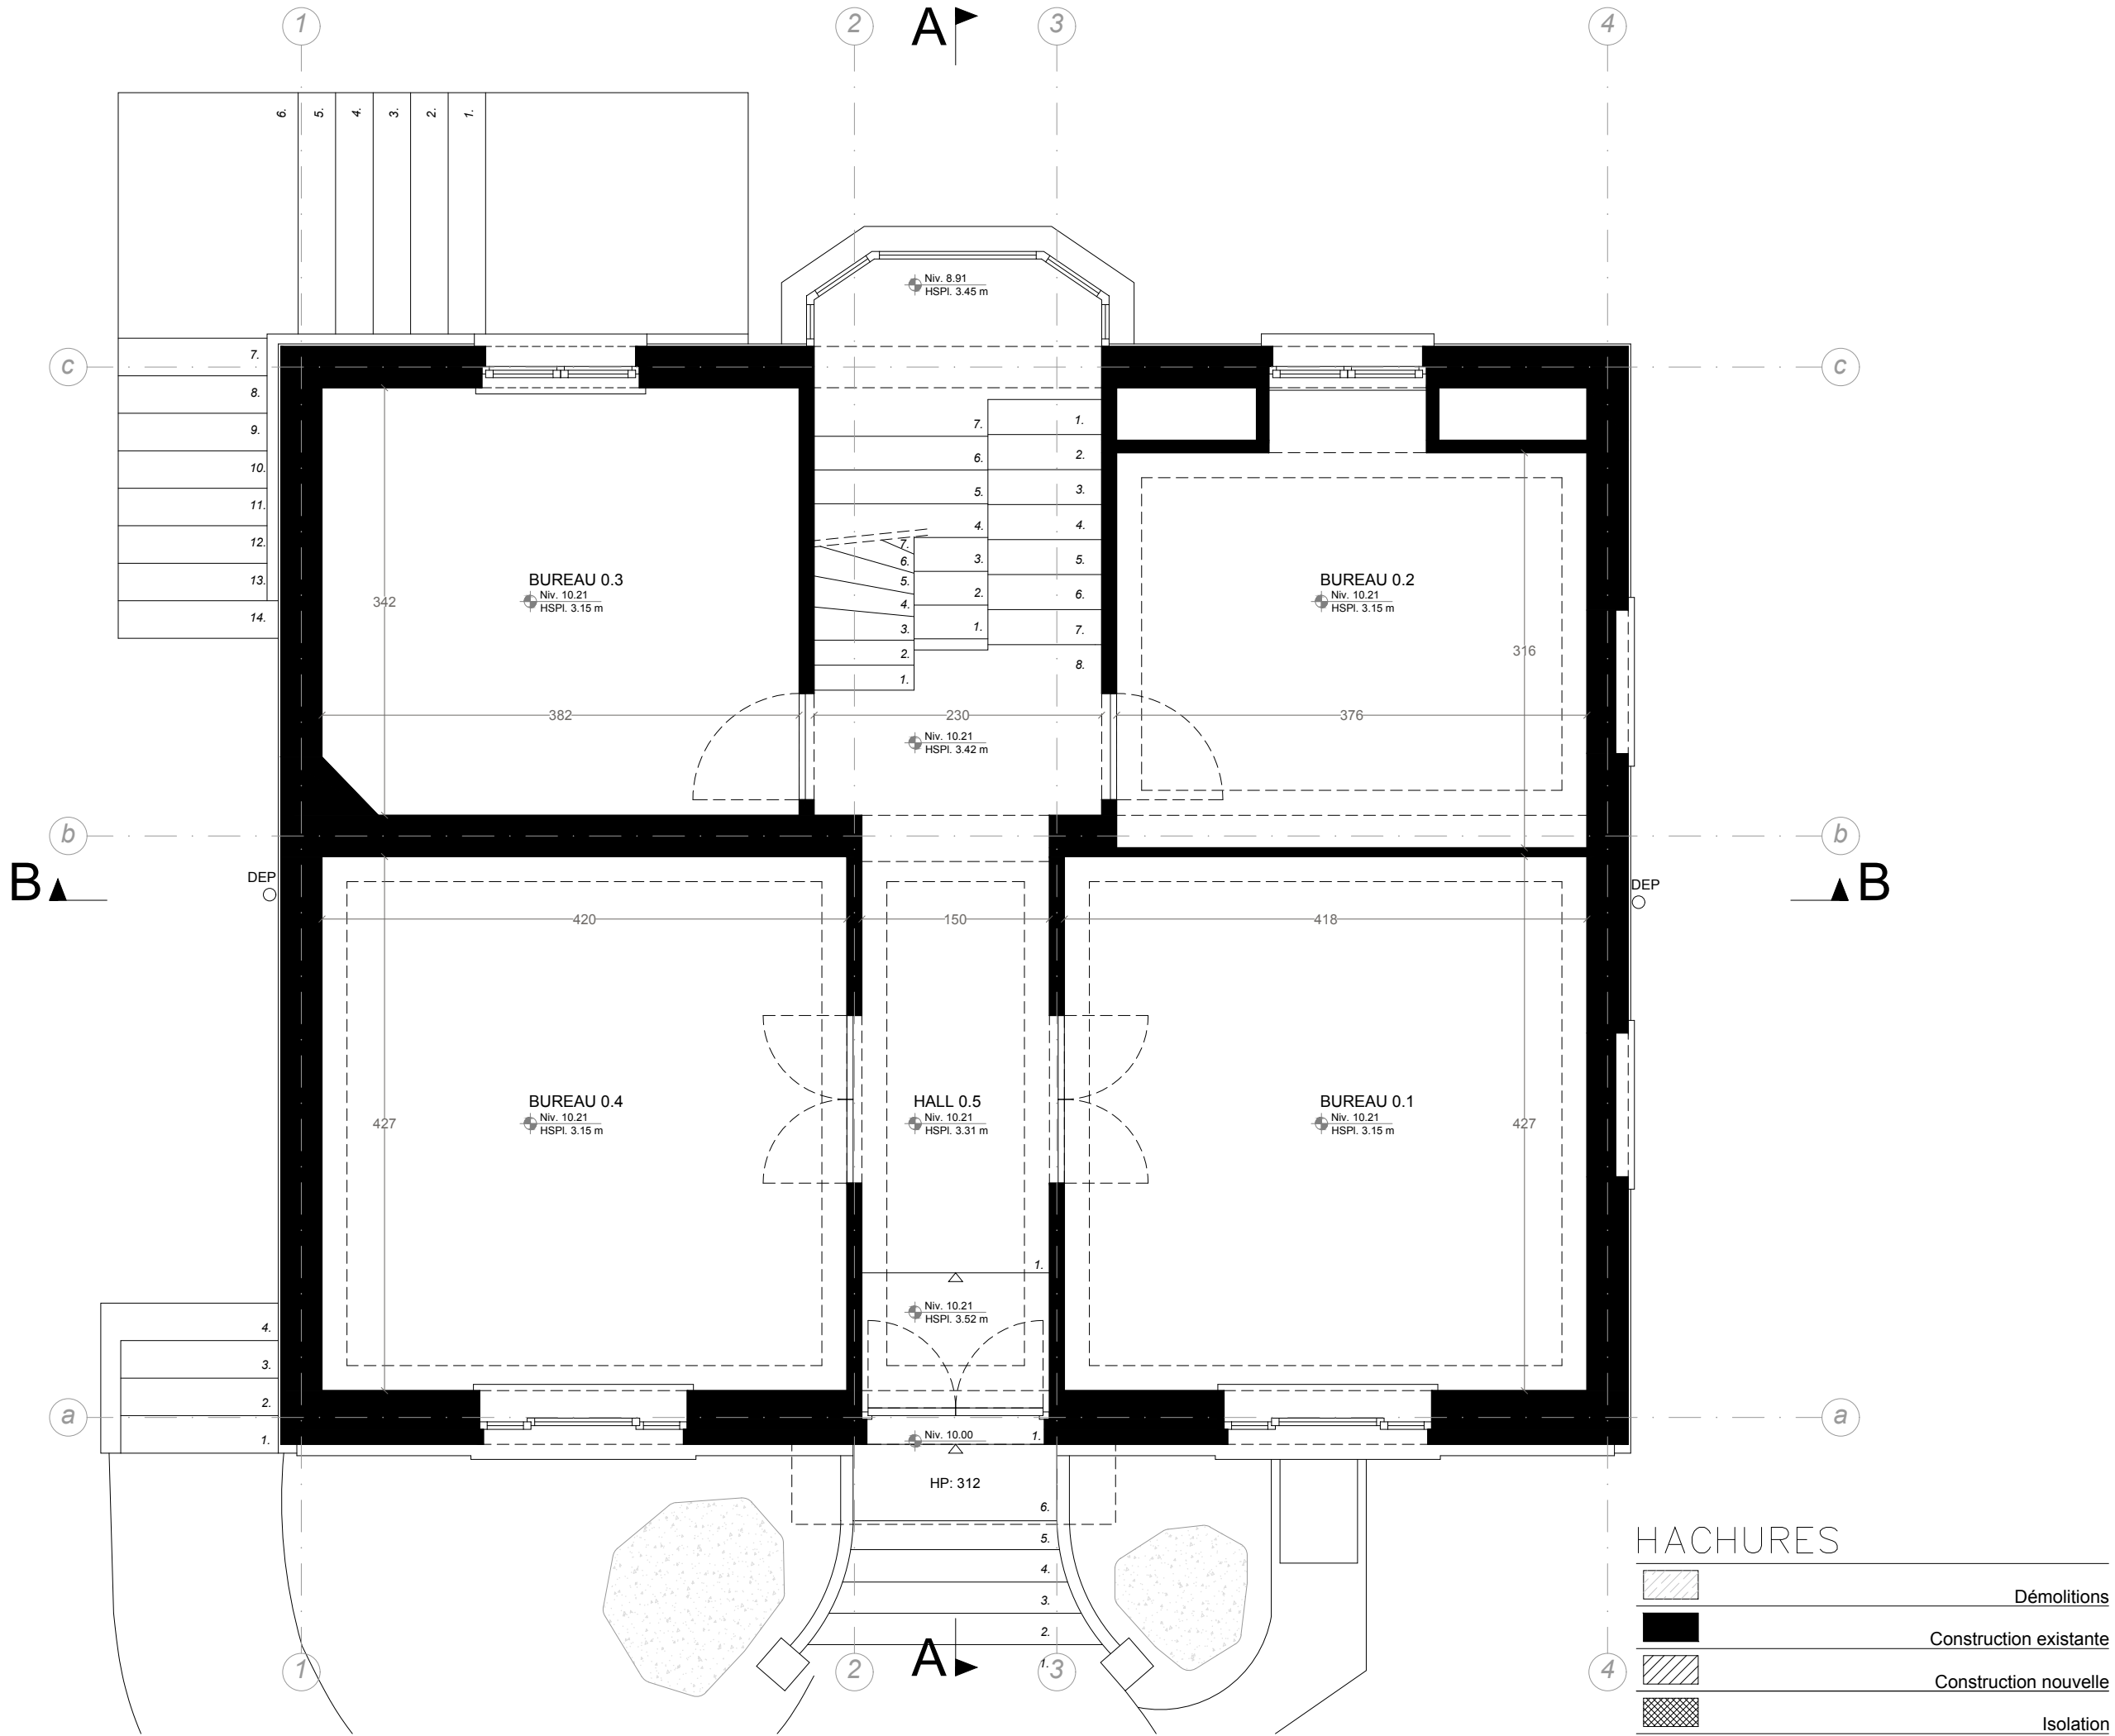 1
2
A
3
4
6.
5.
4.
3.
2.
1.
Niv. 8.91
HSPl. 3.45 m
c
c
7.
8.
9.
10.
11.
12.
13.
14.
7.
6.
5.
4.
3.
2.
1.
1.
2.
3.
4.
5.
6.
7.
8.
7.
6.
5.
4.
3.
2.
1.
BUREAU 0.3
Niv. 10.21
HSPl. 3.15 m
342
BUREAU 0.2
Niv. 10.21
HSPl. 3.15 m
316
382
230
376
Niv. 10.21
HSPl. 3.42 m
b
b
B
DEP
DEP
B
420
150
418
BUREAU 0.4
Niv. 10.21
HSPl. 3.15 m
427
HALL 0.5
Niv. 10.21
HSPl. 3.31 m
BUREAU 0.1
Niv. 10.21
HSPl. 3.15 m
427
1.
Niv. 10.21
HSPl. 3.52 m
4.
3.
2.
1.
a
a
Niv. 10.00
1.
HP: 312
6.
5.
4.
3.
2.
1.
1
2
A
3
4
HACHURES
Démolitions
Construction existante
Construction nouvelle
Isolation